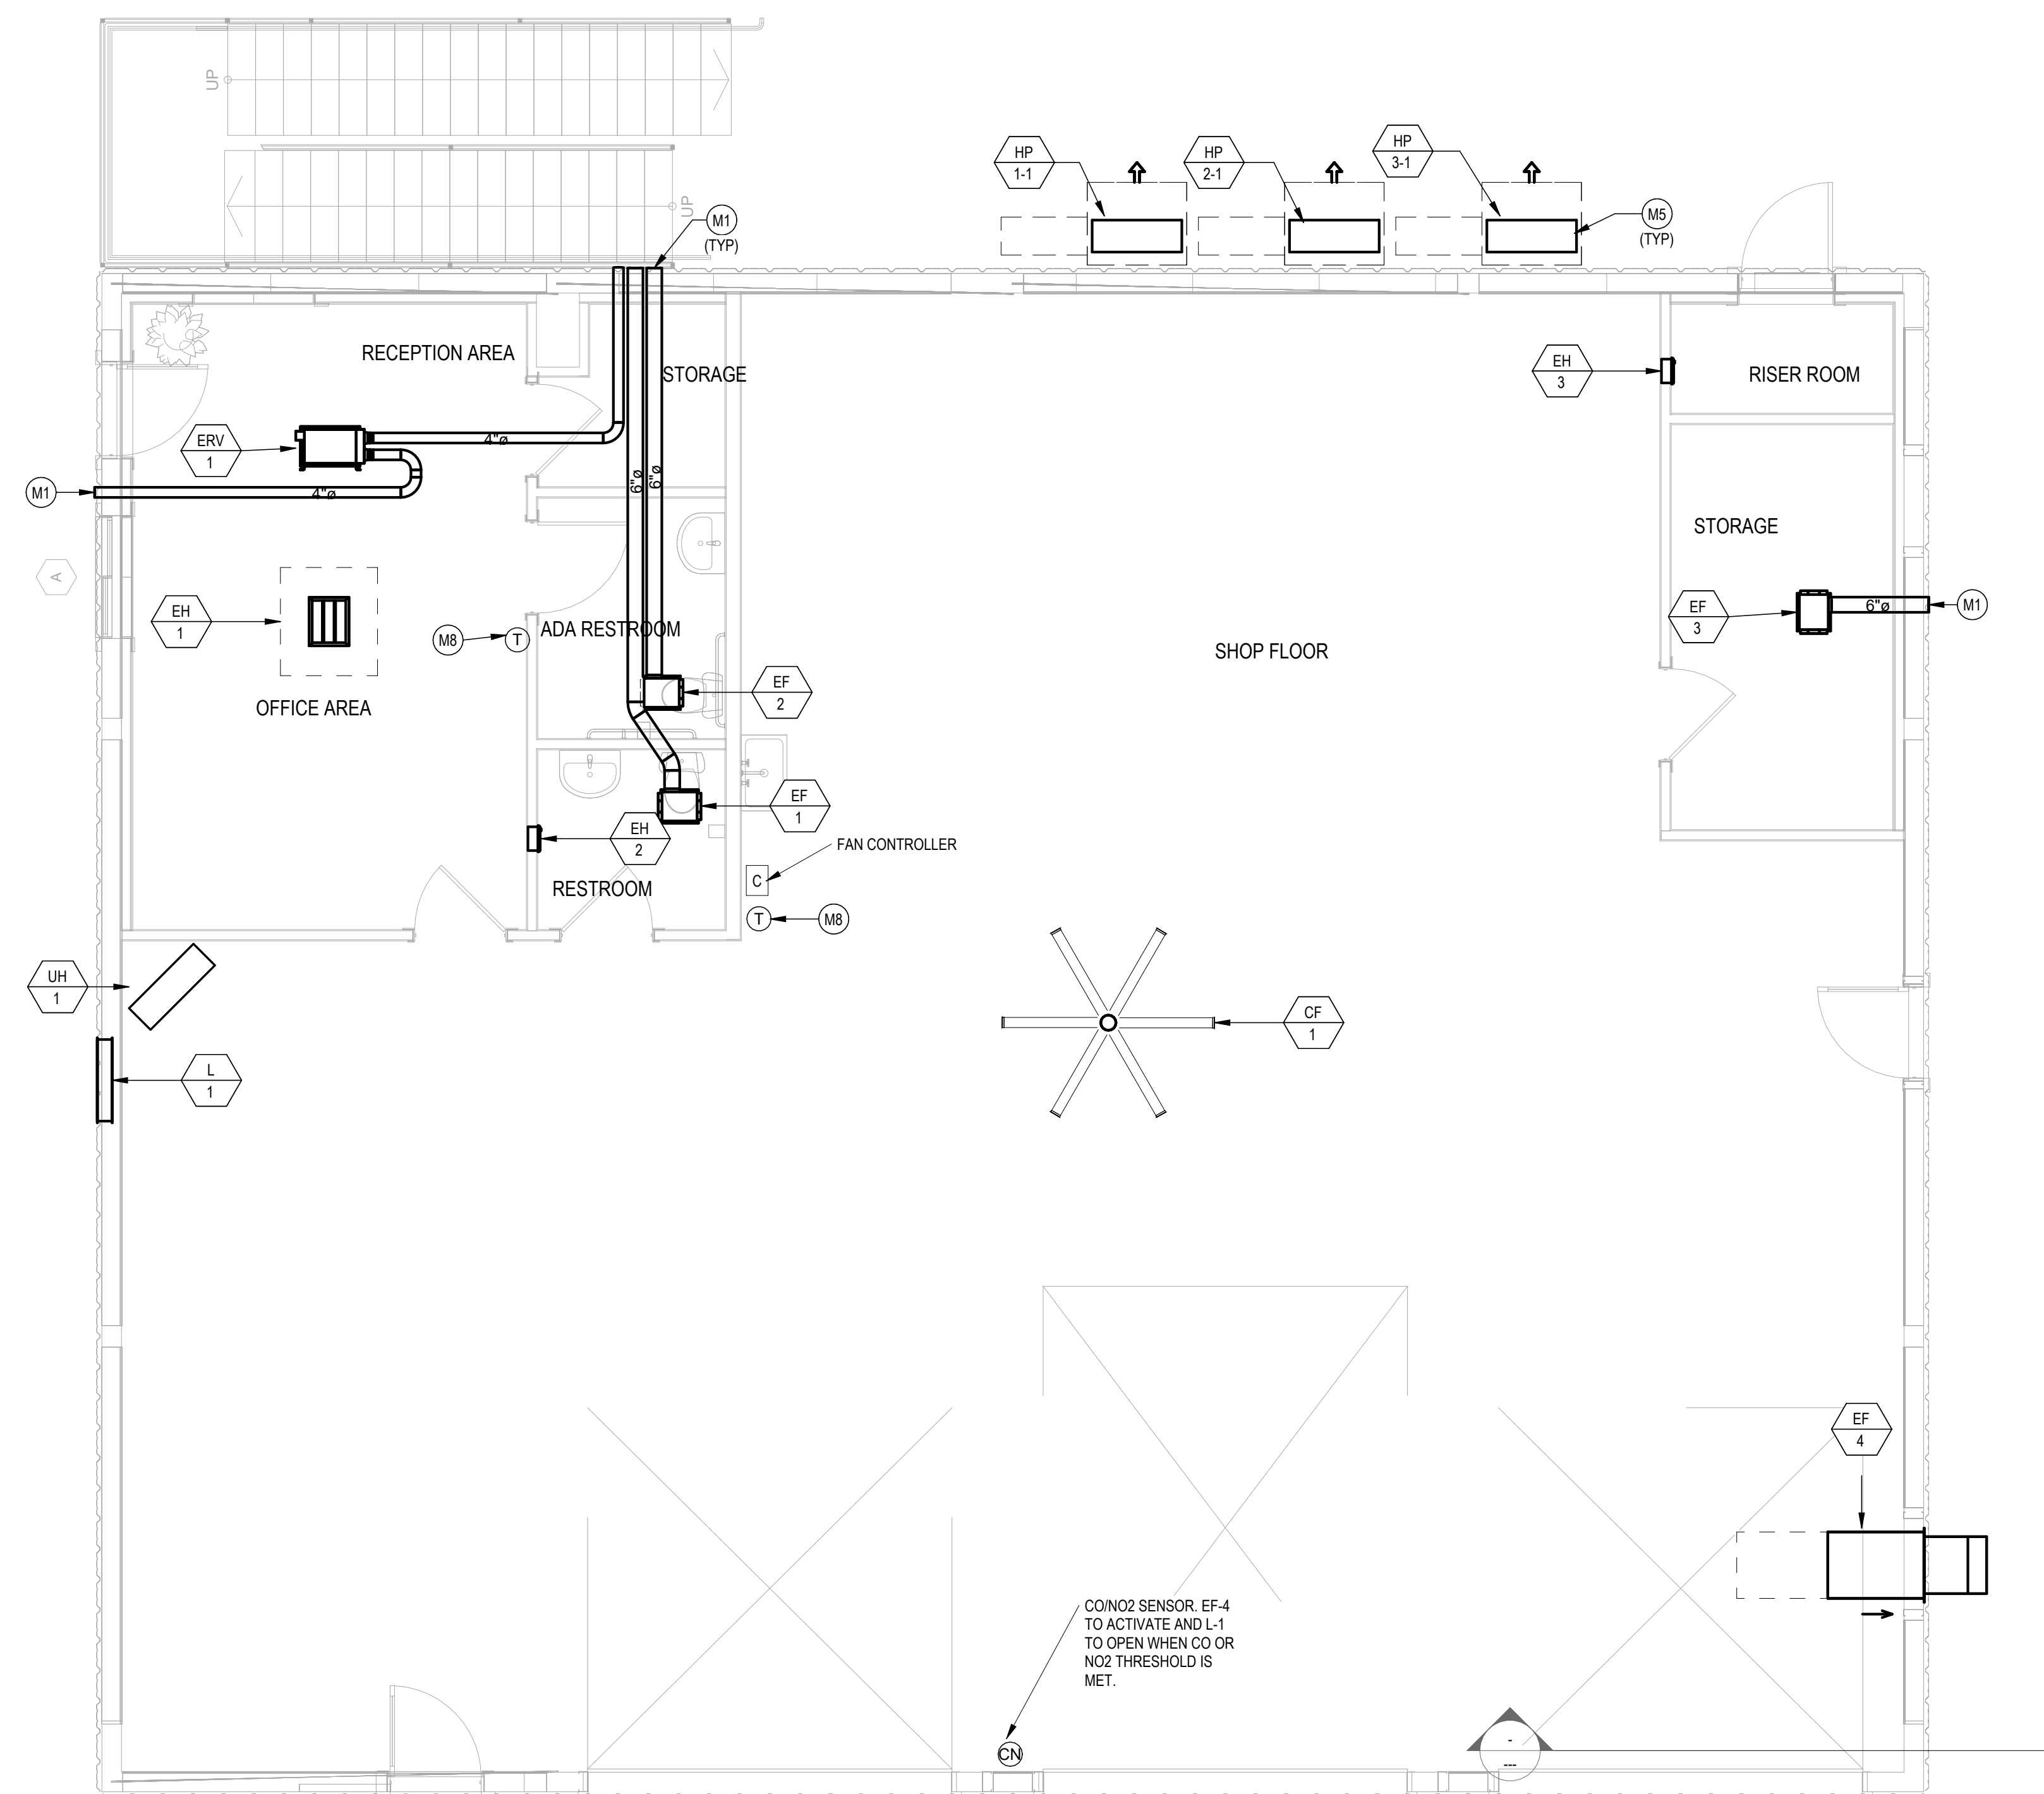 UP
UP
HP
1-1
HP
2-1
HP
3-1
M1
(TYP)
M5
(TYP)
RECEPTION AREA
STORAGE
EH
3
RISER ROOM
ERV
1
4"ø
M1
4"ø
6"ø
6"ø
STORAGE
A
EH
1
M8
T
ADA RESTROOM
SHOP FLOOR
EF
3
6"ø
M1
OFFICE AREA
EF
2
EF
1
EH
2
FAN CONTROLLER
C
RESTROOM
T
M8
UH
1
CF
1
L
1
EF
4
CO/NO2 SENSOR. EF-4
TO ACTIVATE AND L-1
TO OPEN WHEN CO OR
NO2 THRESHOLD IS
MET.
CN
-
---